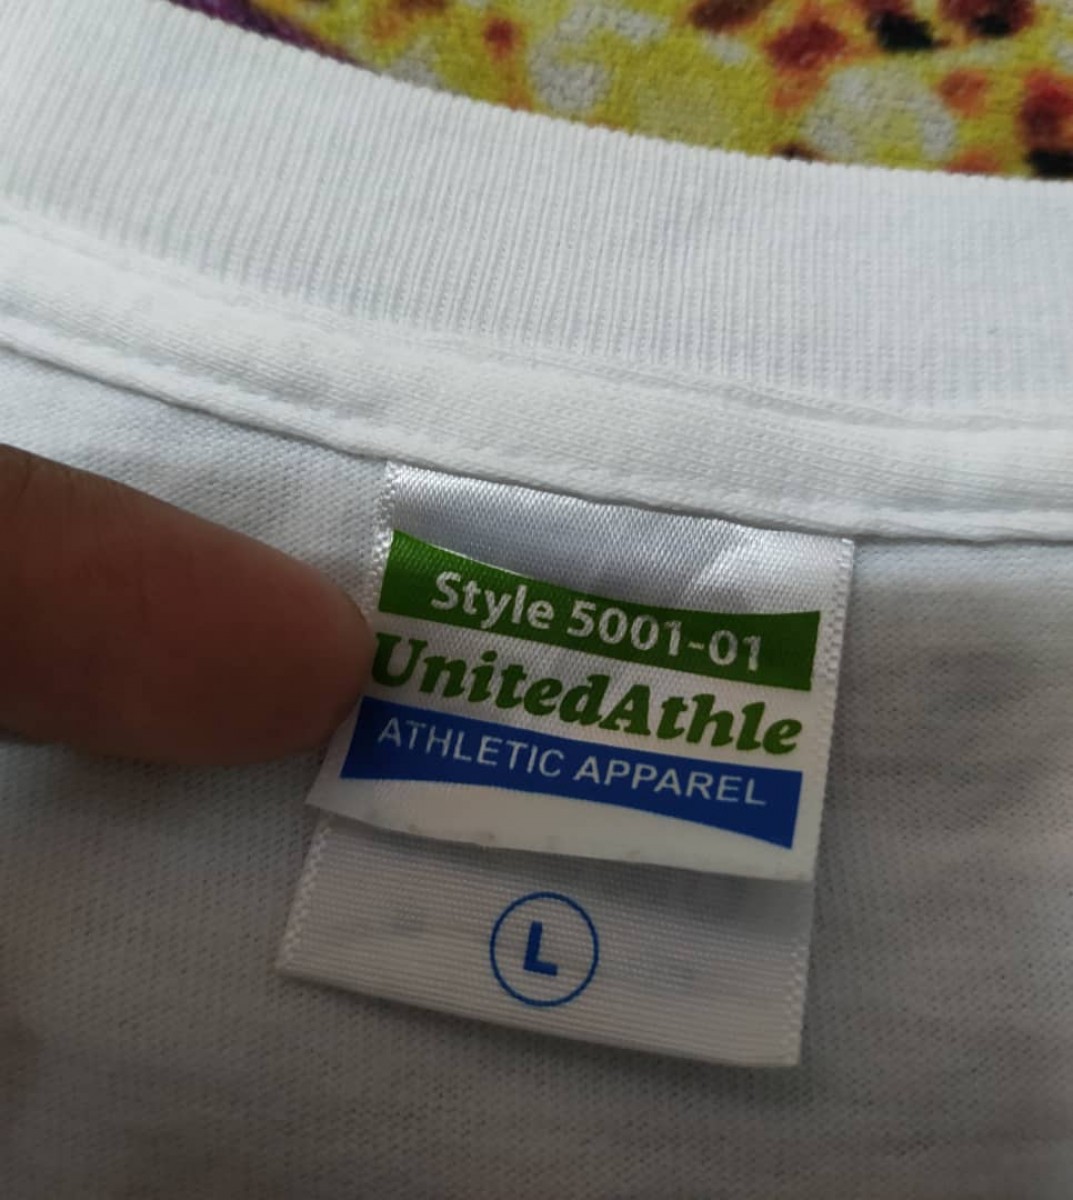 Style 5001-01
UnitedAthle
ATHLETIC APPAREL
L